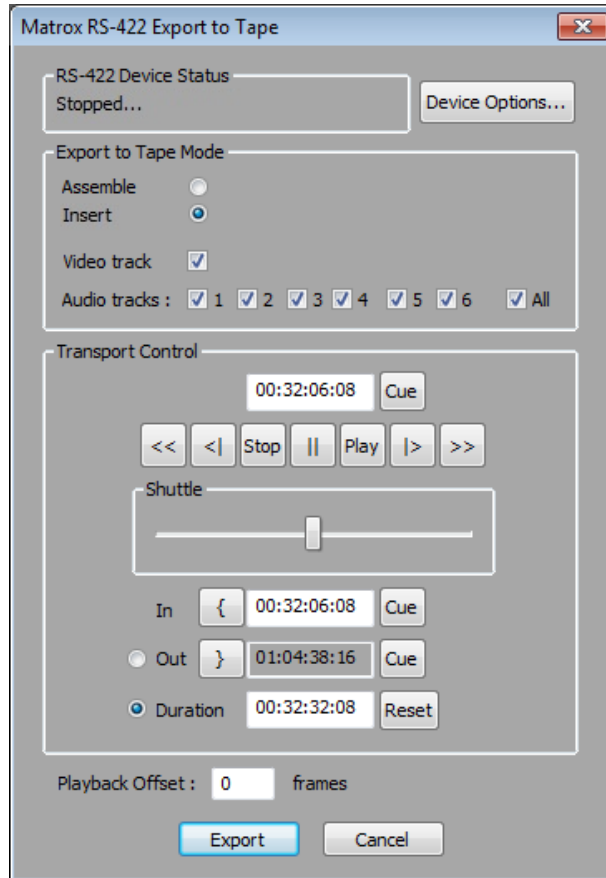 Matrox RS-422 Export to Tape
RS-422 Device Status
Stopped...
Device Options...
Export to Tape Mode
Assemble
Insert
Video track
Audio tracks : 1 2 3 4 5 6 All
Transport Control
00:32:06:08 Cue
<< <| Stop || Play |> >>
Shuttle
In { 00:32:06:08 Cue
Out } 01:04:38:16 Cue
Duration 00:32:32:08 Reset
Playback Offset : 0 frames
Export Cancel